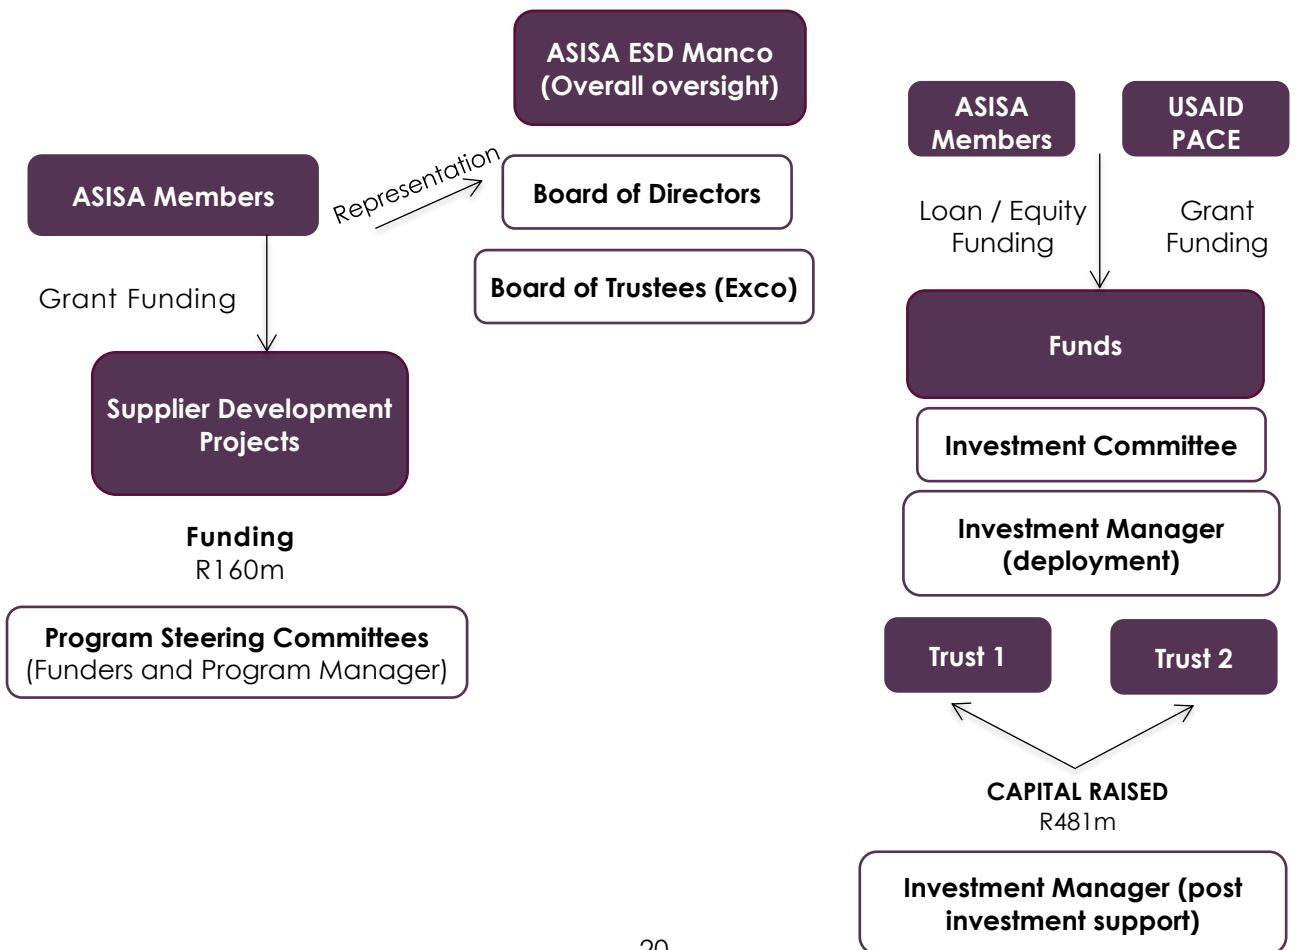 ASISA ESD Manco
(Overall oversight)
Board of Directors
Board of Trustees (Exco)
ASISA Members
Representation
Grant Funding
Supplier Development
Projects
Funding
R160m
Program Steering Committees
(Funders and Program Manager)
ASISA
Members
USAID
PACE
Loan / Equity
Funding
Grant
Funding
Funds
Investment Committee
Investment Manager
(deployment)
Trust 1
Trust 2
CAPITAL RAISED
R481m
Investment Manager (post
investment support)
20